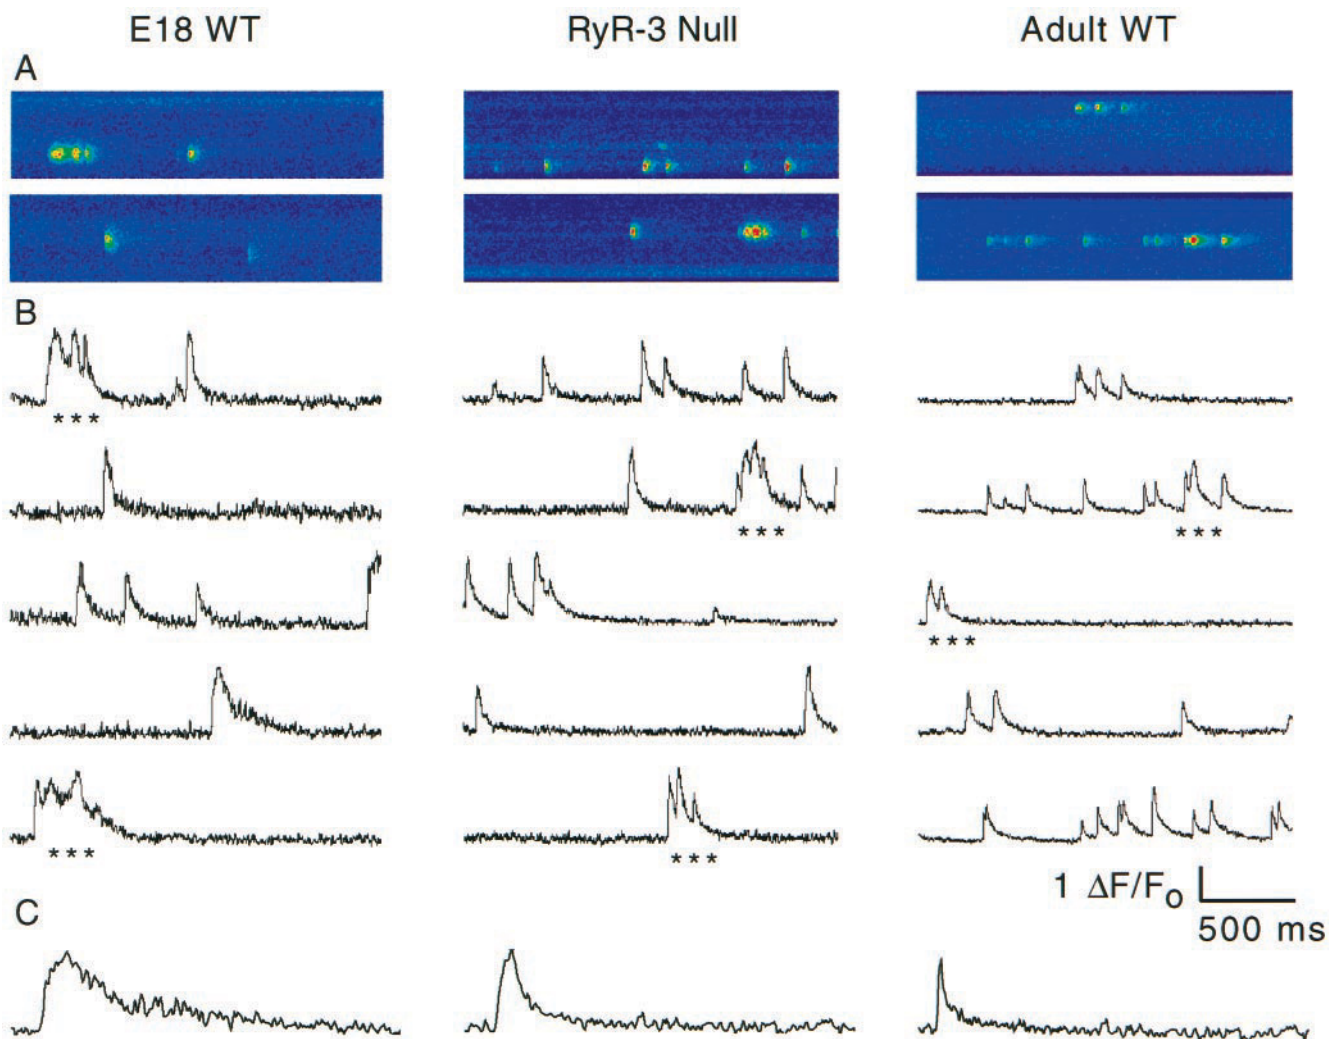 E18 WT
RyR-3 Null
Adult WT
A
B
* * *
* * *
* * *
* * *
* * *
* * *
1 ΔF/Fo
500 ms
C